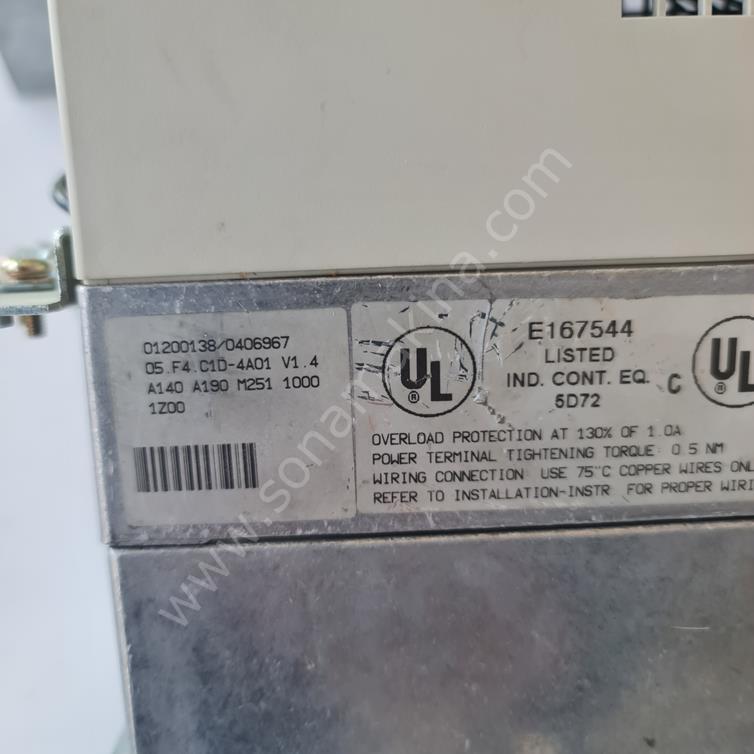 01200138/0406967
05.F4.C1D-4A01 V1.4
A140 A190 M251 1000
1Z00
UL
®
E167544
LISTED
IND. CONT. EQ.
5D72
C
UL
®
OVERLOAD PROTECTION AT 130% OF 1.0A
POWER TERMINAL TIGHTENING TORQUE: 0.5 NM
WIRING CONNECTION: USE 75°C COPPER WIRES ONL
REFER TO INSTALLATION-INSTR. FOR PROPER WIRI
www.sonamakina.com